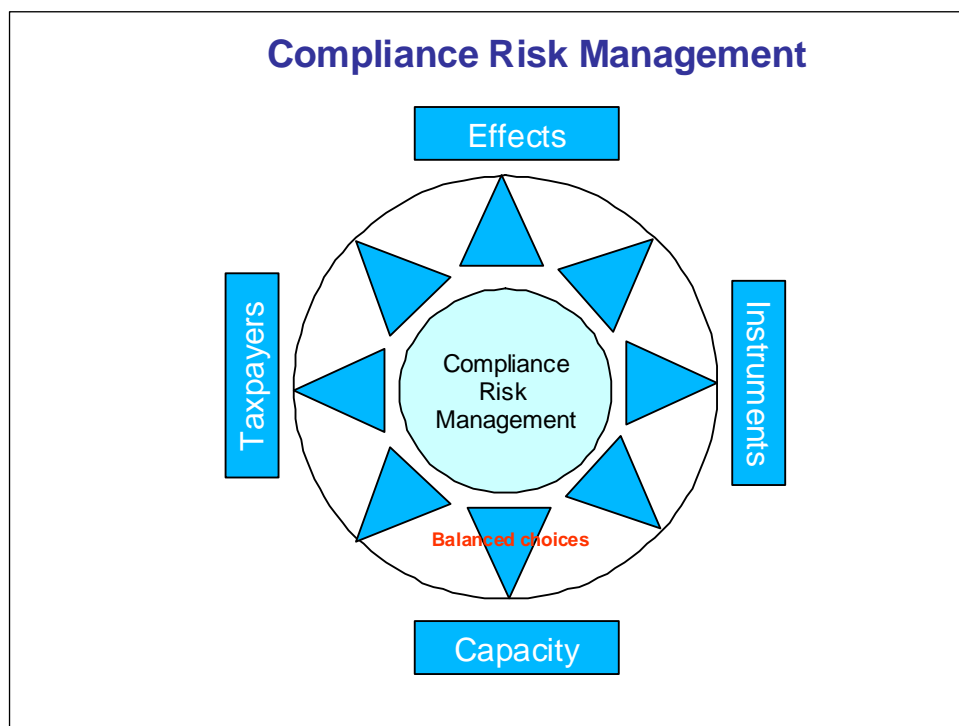 Compliance Risk Management
Effects
Taxpayers
Instruments
Compliance
Risk
Management
Balanced choices
Capacity